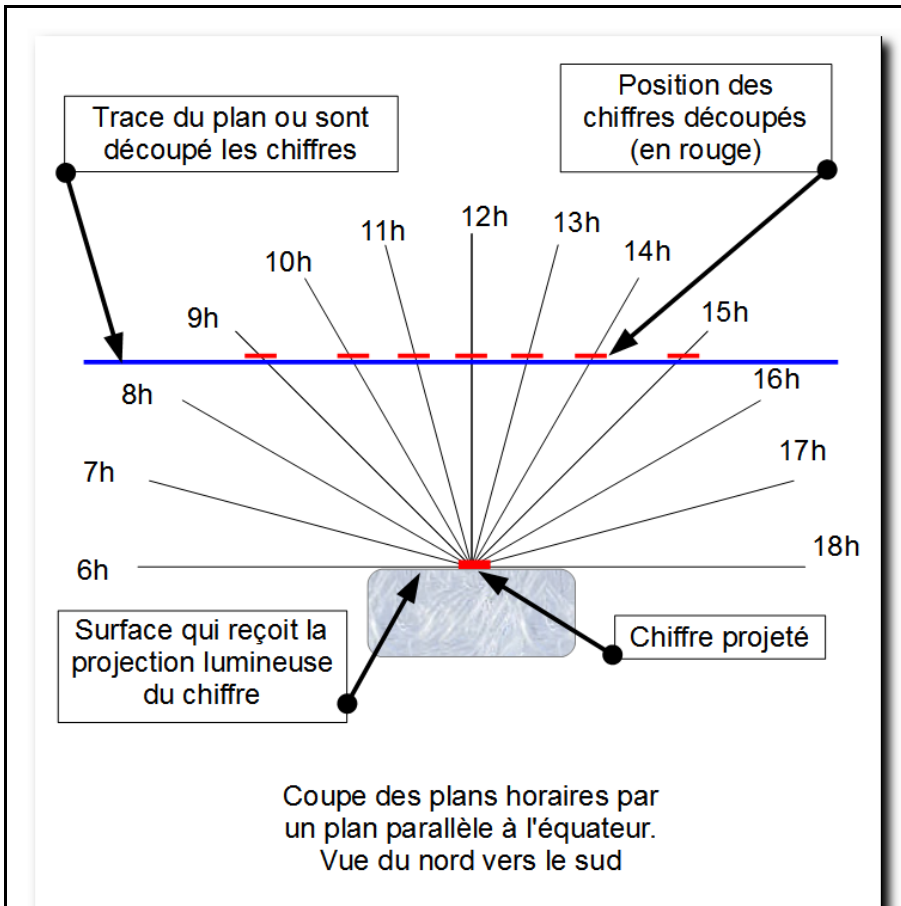 Position des
chiffres découpés
(en rouge)
Trace du plan ou sont
découpé les chiffres
12h
11h
13h
10h
14h
9h
15h
8h
16h
7h
17h
6h
18h
Surface qui reçoit la
projection lumineuse
du chiffre
Chiffre projeté
Coupe des plans horaires par
un plan parallèle à l'équateur.
Vue du nord vers le sud